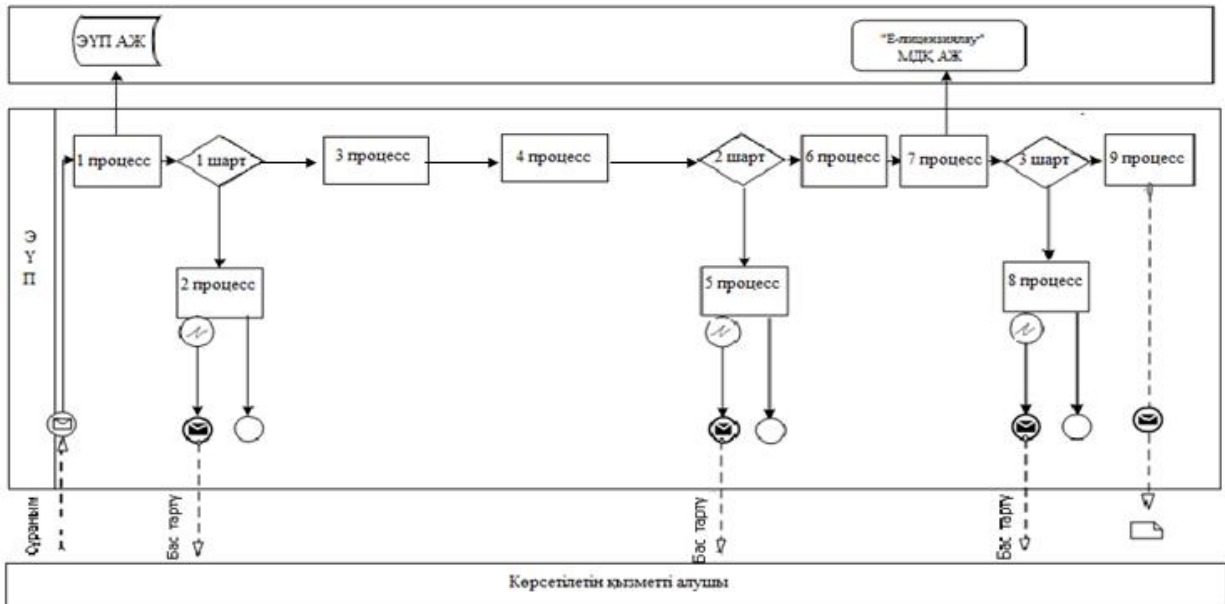 ЭҮП АЖ
"Е-лицензиялау"
МДҚ АЖ
1 процесс
1 шарт
3 процесс
4 процесс
2 шарт
6 процесс
7 процесс
3 шарт
9 процесс
Э
Ү
П
2 процесс
5 процесс
8 процесс
Сұраным
Бас тарту
Бас тарту
Бас тарту
Көрсетілетін қызметті алушы